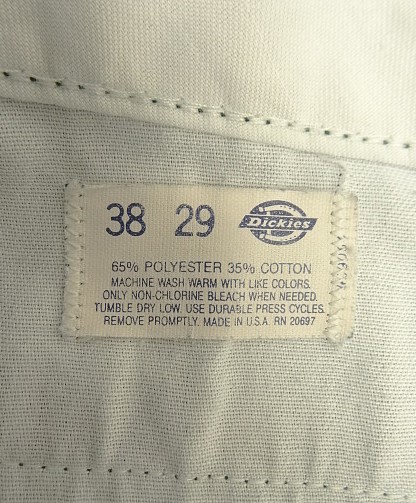 38 29 Dickies
65% POLYESTER 35% COTTON
MACHINE WASH WARM WITH LIKE COLORS.
ONLY NON-CHLORINE BLEACH WHEN NEEDED.
TUMBLE DRY LOW. USE DURABLE PRESS CYCLES.
REMOVE PROMPTLY. MADE IN U.S.A. RN 20697